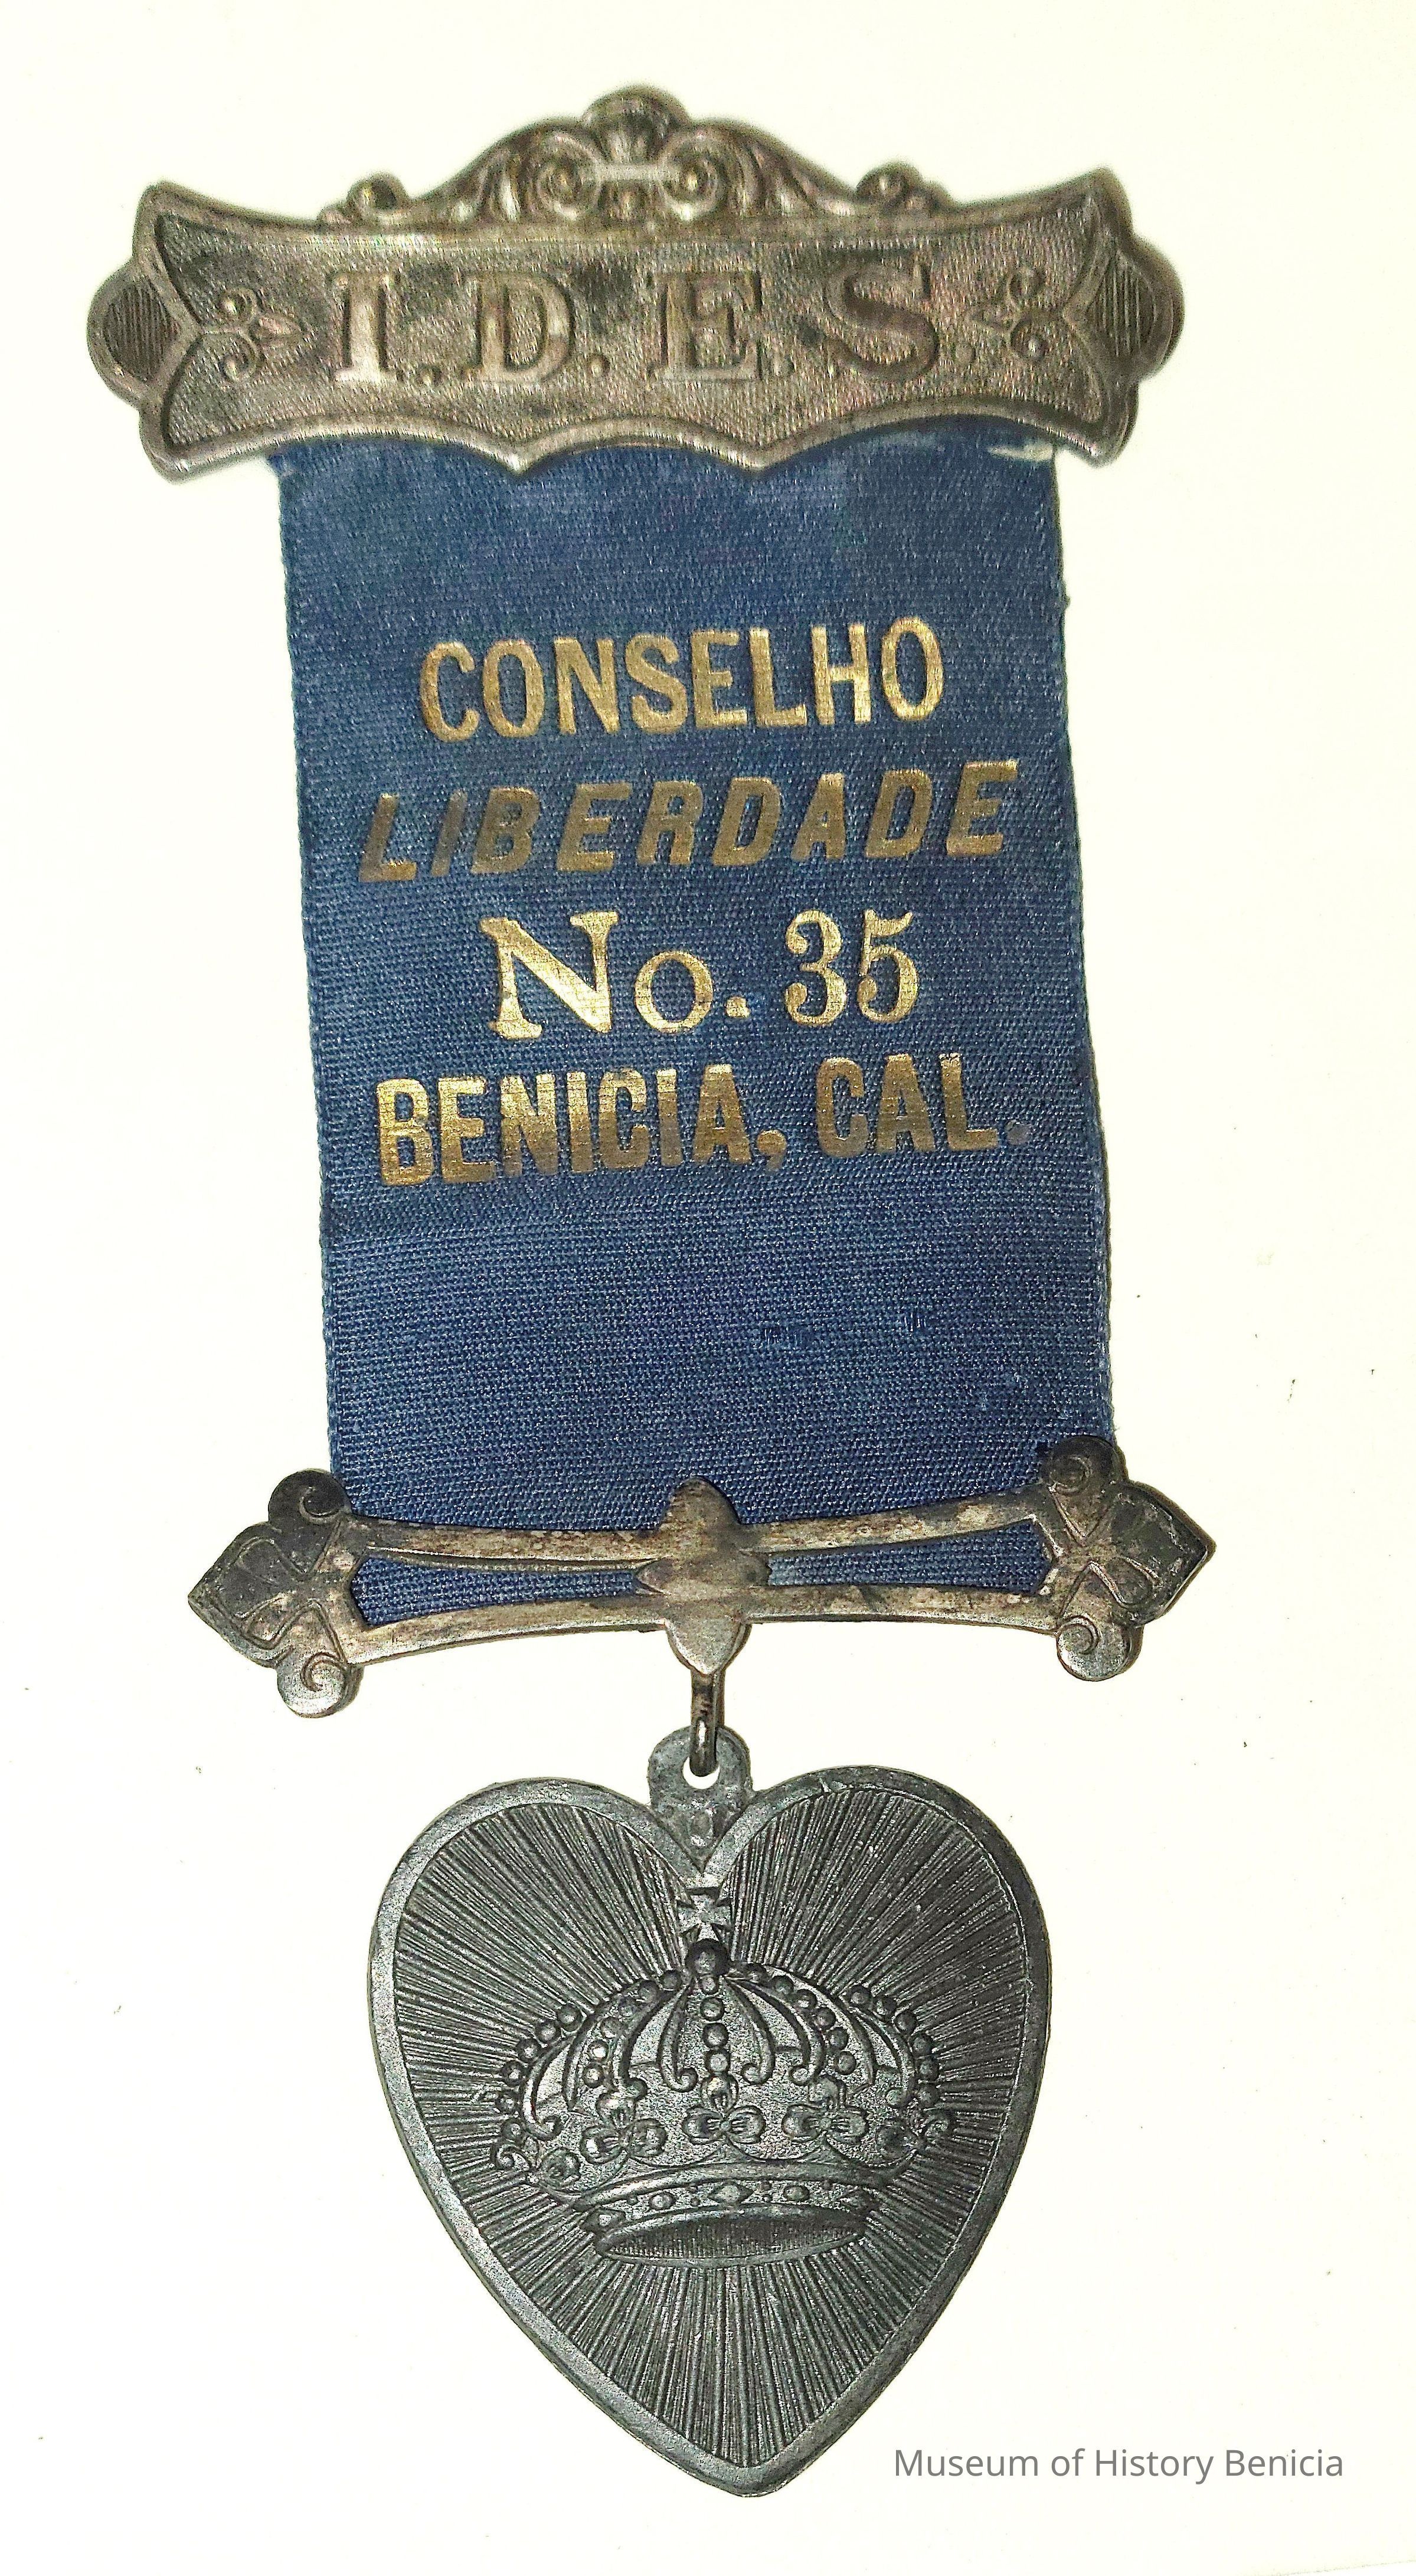 I.D.E.S.
CONSELHO
LIBERDADE
No. 35
BENICIA, CAL.
Museum of History Benicia